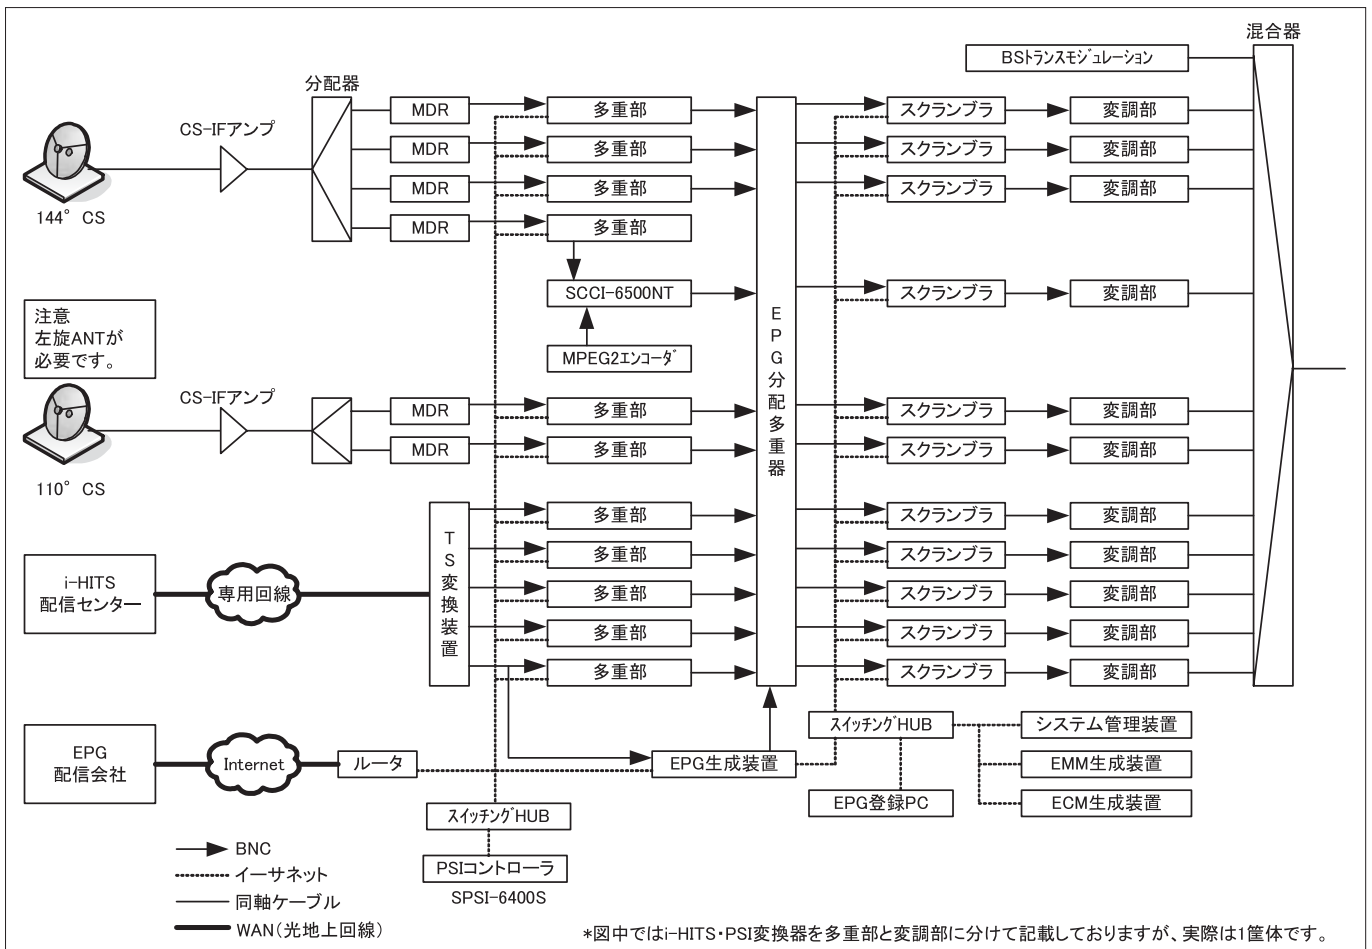 混合器
BSﾄﾗﾝｽﾓｼﾞｭﾚｰｼｮﾝ
分配器
CS-IFアンプ
144° CS
MDR
多重部
スクランブラ
変調部
MDR
多重部
スクランブラ
変調部
MDR
多重部
スクランブラ
変調部
MDR
多重部
SCCI-6500NT
スクランブラ
変調部
MPEG2ｴﾝｺｰﾀﾞ
EPG分配多重器
注意
左旋ANTが
必要です。
CS-IFアンプ
110° CS
MDR
多重部
スクランブラ
変調部
MDR
多重部
スクランブラ
変調部
i-HITS
配信センター
専用回線
TS変換装置
多重部
スクランブラ
変調部
多重部
スクランブラ
変調部
多重部
スクランブラ
変調部
多重部
スクランブラ
変調部
多重部
スクランブラ
変調部
EPG
配信会社
Internet
ルータ
EPG生成装置
ｽｲｯﾁﾝｸﾞHUB
システム管理装置
EMM生成装置
EPG登録PC
ECM生成装置
ｽｲｯﾁﾝｸﾞHUB
PSIコントローラ
SPSI-6400S
BNC
イーサネット
同軸ケーブル
WAN(光地上回線)
*図中ではi-HITS・PSI変換器を多重部と変調部に分けて記載しておりますが、実際は1筐体です。